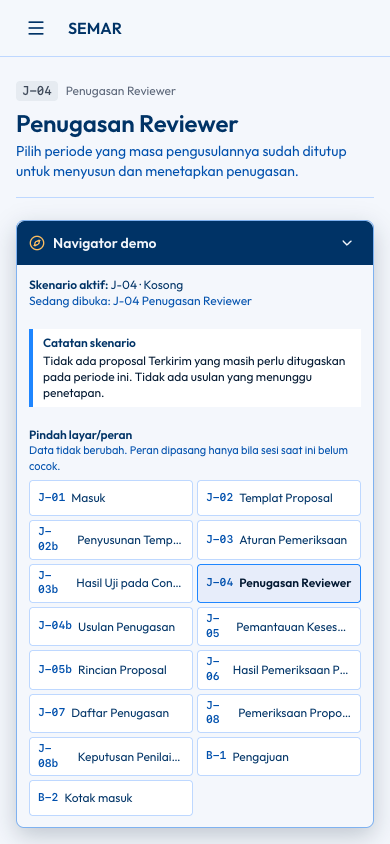 SEMAR
J-04 Penugasan Reviewer
Penugasan Reviewer
Pilih periode yang masa pengusulannya sudah ditutup
untuk menyusun dan menetapkan penugasan.
Navigator demo
Skenario aktif: J-04 · Kosong
Sedang dibuka: J-04 Penugasan Reviewer
Catatan skenario
Tidak ada proposal Terkirim yang masih perlu ditugaskan
pada periode ini. Tidak ada usulan yang menunggu
penetapan.
Pindah layar/peran
Data tidak berubah. Peran dipasang hanya bila sesi saat ini belum
cocok.
J-01 Masuk
J-02 Templat Proposal
J-02b Penyusunan Temp...
J-03 Aturan Pemeriksaan
J-03b Hasil Uji pada Con...
J-04 Penugasan Reviewer
J-04b Usulan Penugasan
J-05 Pemantauan Keses...
J-05b Rincian Proposal
J-06 Hasil Pemeriksaan P...
J-07 Daftar Penugasan
J-08 Pemeriksaan Propo...
J-08b Keputusan Penilai...
B-1 Pengajuan
B-2 Kotak masuk